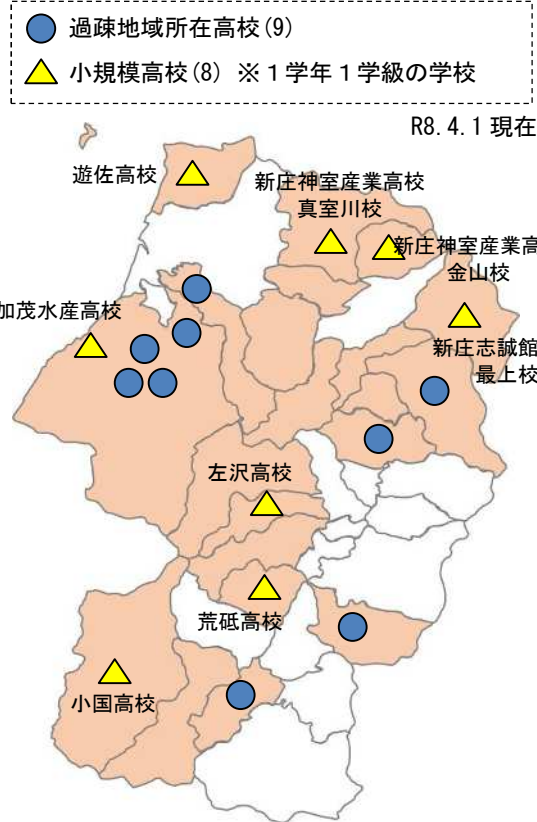 過疎地域所在高校(9)
小規模高校(8) ※１学年１学級の学校
R8.4.1 現在
遊佐高校
新庄神室産業高校
真室川校
新庄神室産業高
金山校
加茂水産高校
新庄志誠館
最上校
左沢高校
荒砥高校
小国高校